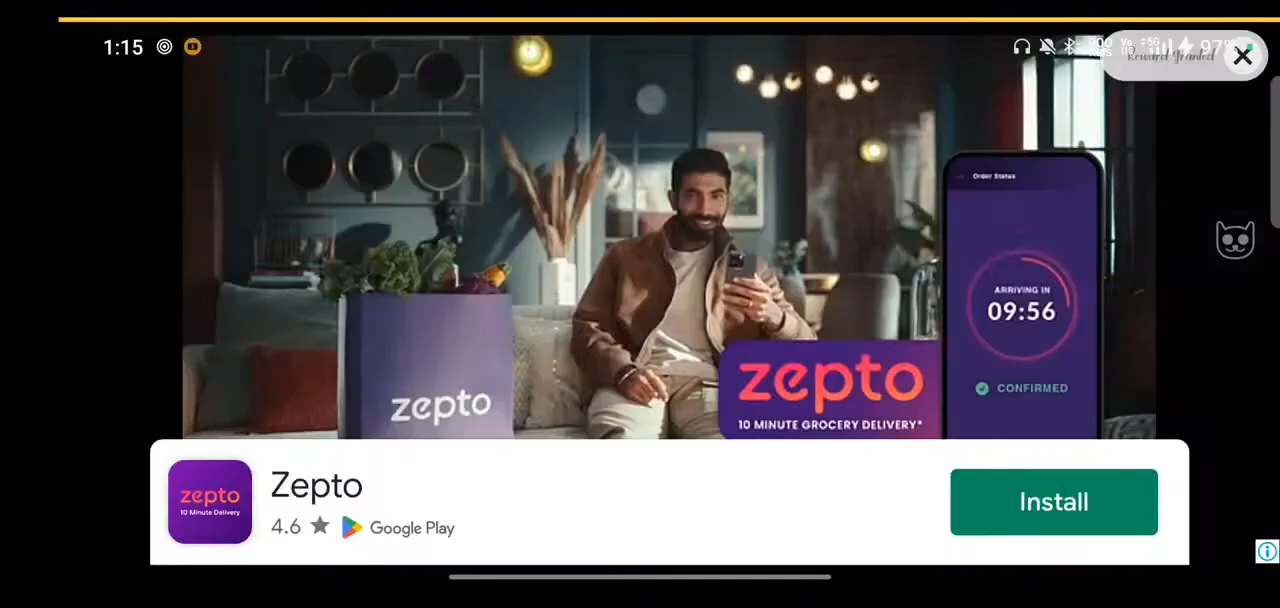 1:15
97%
Reward Granted
Order Status
ARRIVING IN
09:56
CONFIRMED
zepto
zepto
10 MINUTE GROCERY DELIVERY*
zepto
10 Minute Delivery
Zepto
4.6 ★ Google Play
Install